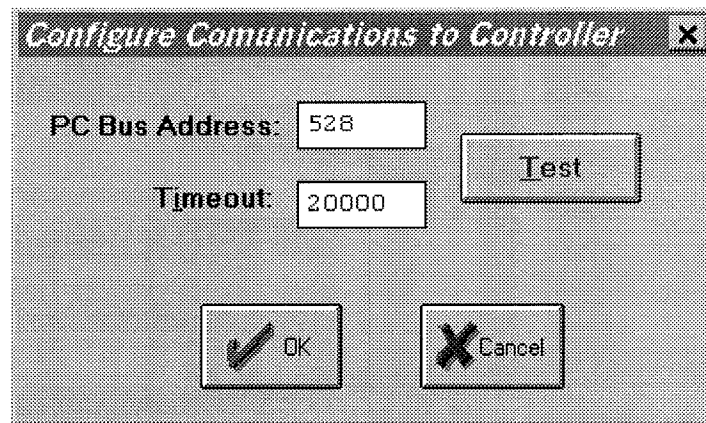 Configure Comunications to Controller
PC Bus Address: 528
Test
Timeout: 20000
OK
Cancel